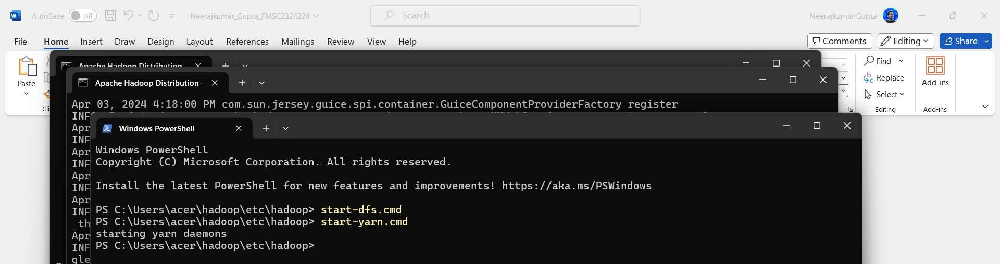 AutoSave Off Neerajkumar_Gupta_FMSC2324224 Search Neerajkumar Gupta
File Home Insert Draw Design Layout References Mailings Review View Help Comments Editing Share
Paste
Cli
Find
Replace
Select
Editing
Add-ins
Add-ins
Apache Hadoop Distribution
Apache Hadoop Distribution -
Apr 03, 2024 4:18:00 PM com.sun.jersey.guice.spi.container.GuiceComponentProviderFactory register
INF
Apr
INF
Apr
INF
Apr
INF
Apr
INF
th
Apr
INF
gle
Windows PowerShell
Windows PowerShell
Copyright (C) Microsoft Corporation. All rights reserved.
Install the latest PowerShell for new features and improvements! https://aka.ms/PSWindows
PS C:\Users\acer\hadoop\etc\hadoop> start-dfs.cmd
PS C:\Users\acer\hadoop\etc\hadoop> start-yarn.cmd
starting yarn daemons
PS C:\Users\acer\hadoop\etc\hadoop>